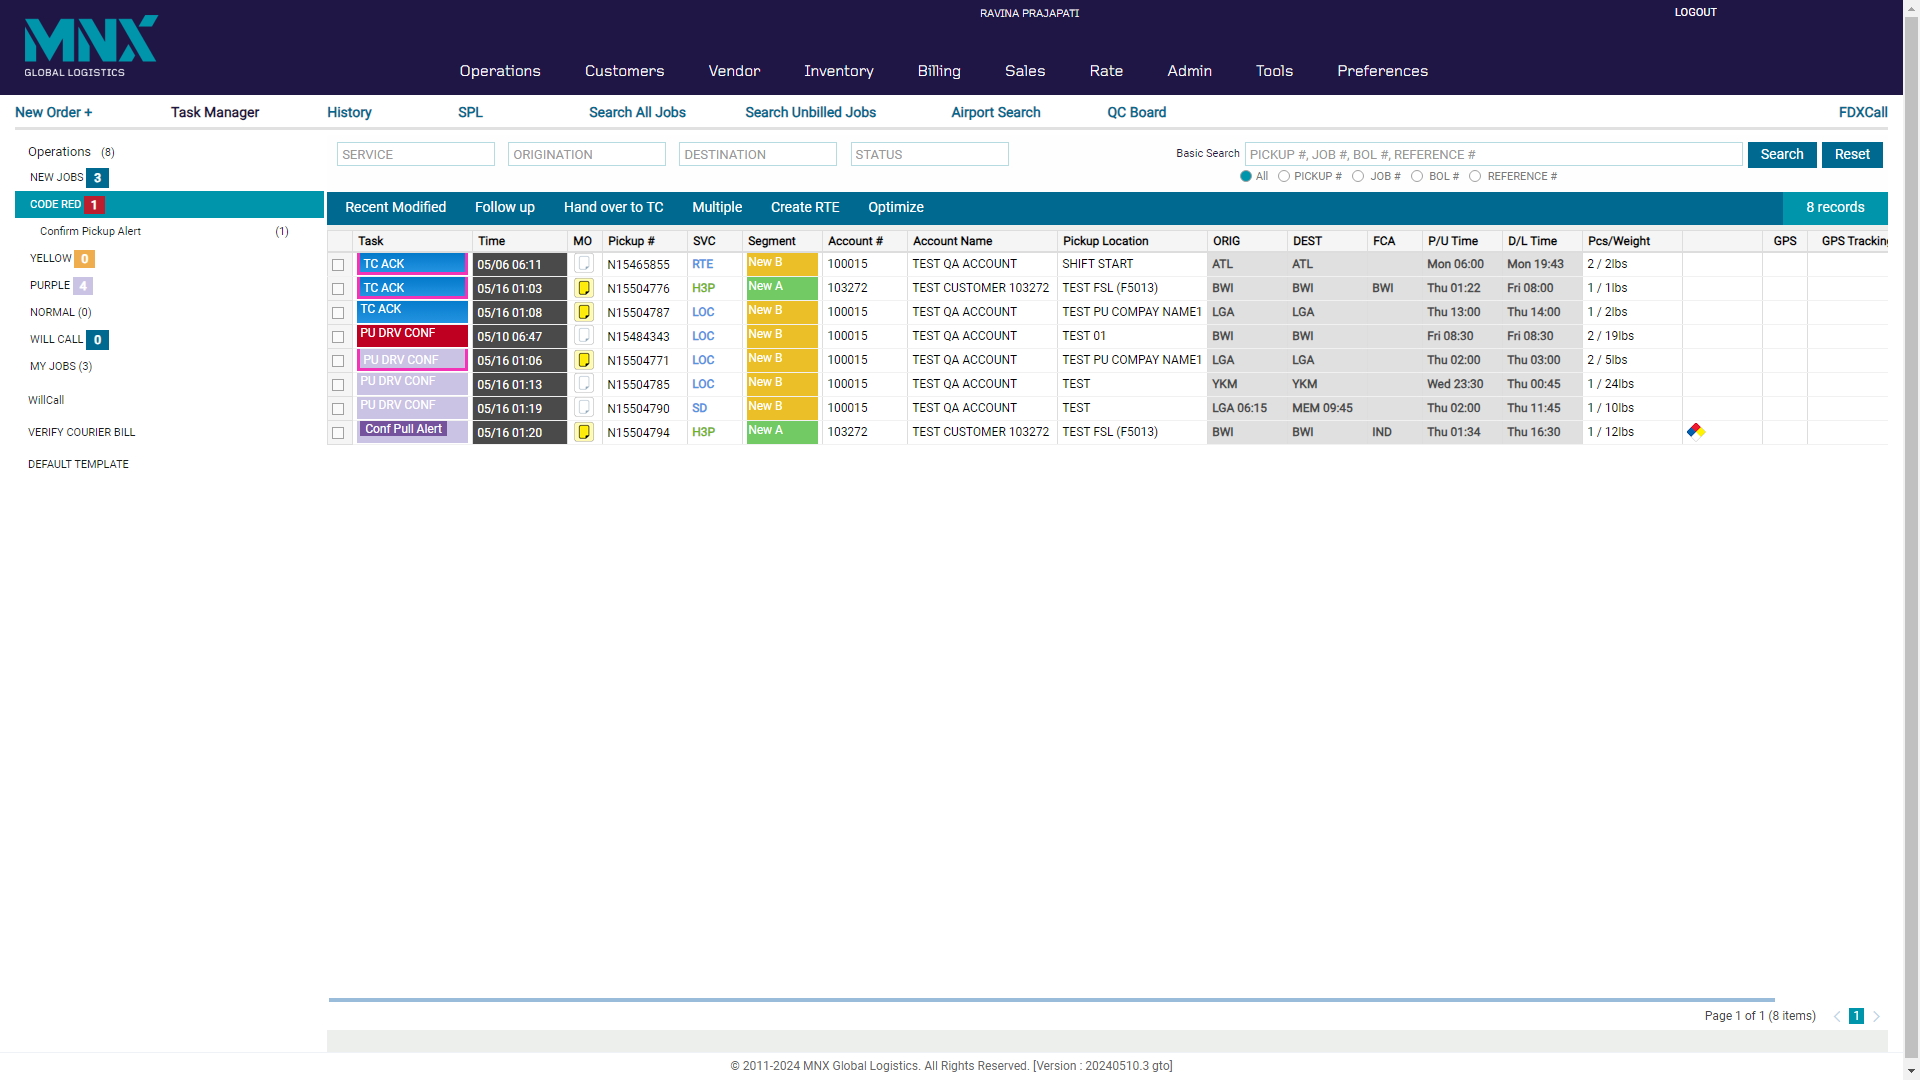 MNX
GLOBAL LOGISTICS
RAVINA PRAJAPATI
LOGOUT
Operations Customers Vendor Inventory Billing Sales Rate Admin Tools Preferences
New Order + Task Manager History SPL Search All Jobs Search Unbilled Jobs Airport Search QC Board FDXCall
Operations (8)
NEW JOBS 3
CODE RED 1
Confirm Pickup Alert (1)
YELLOW 0
PURPLE 4
NORMAL (0)
WILL CALL 0
MY JOBS (3)
WillCall
VERIFY COURIER BILL
DEFAULT TEMPLATE
SERVICE ORIGINATION DESTINATION STATUS Basic Search PICKUP #, JOB #, BOL #, REFERENCE # Search Reset
All PICKUP # JOB # BOL # REFERENCE #
Recent Modified Follow up Hand over to TC Multiple Create RTE Optimize 8 records
Task Time MO Pickup # SVC Segment Account # Account Name Pickup Location ORIG DEST FCA P/U Time D/L Time Pcs/Weight GPS GPS Tracking
TC ACK 05/06 06:11 N15465855 RTE New B 100015 TEST QA ACCOUNT SHIFT START ATL ATL Mon 06:00 Mon 19:43 2 / 2lbs
TC ACK 05/16 01:03 N15504776 H3P New A 103272 TEST CUSTOMER 103272 TEST FSL (F5013) BWI BWI BWI Thu 01:22 Fri 08:00 1 / 1lbs
TC ACK 05/16 01:08 N15504787 LOC New B 100015 TEST QA ACCOUNT TEST PU COMPAY NAME1 LGA LGA Thu 13:00 Thu 14:00 1 / 2lbs
PU DRV CONF 05/10 06:47 N15484343 LOC New B 100015 TEST QA ACCOUNT TEST 01 BWI BWI Fri 08:30 Fri 08:30 2 / 19lbs
PU DRV CONF 05/16 01:06 N15504771 LOC New B 100015 TEST QA ACCOUNT TEST PU COMPAY NAME1 LGA LGA Thu 02:00 Thu 03:00 2 / 5lbs
PU DRV CONF 05/16 01:13 N15504785 LOC New B 100015 TEST QA ACCOUNT TEST YKM YKM Wed 23:30 Thu 00:45 1 / 24lbs
PU DRV CONF 05/16 01:19 N15504790 SD New B 100015 TEST QA ACCOUNT TEST LGA 06:15 MEM 09:45 Thu 02:00 Thu 11:45 1 / 10lbs
Conf Pull Alert 05/16 01:20 N15504794 H3P New A 103272 TEST CUSTOMER 103272 TEST FSL (F5013) BWI BWI IND Thu 01:34 Thu 16:30 1 / 12lbs
Page 1 of 1 (8 items) 1
© 2011-2024 MNX Global Logistics. All Rights Reserved. [Version : 20240510.3 gto]